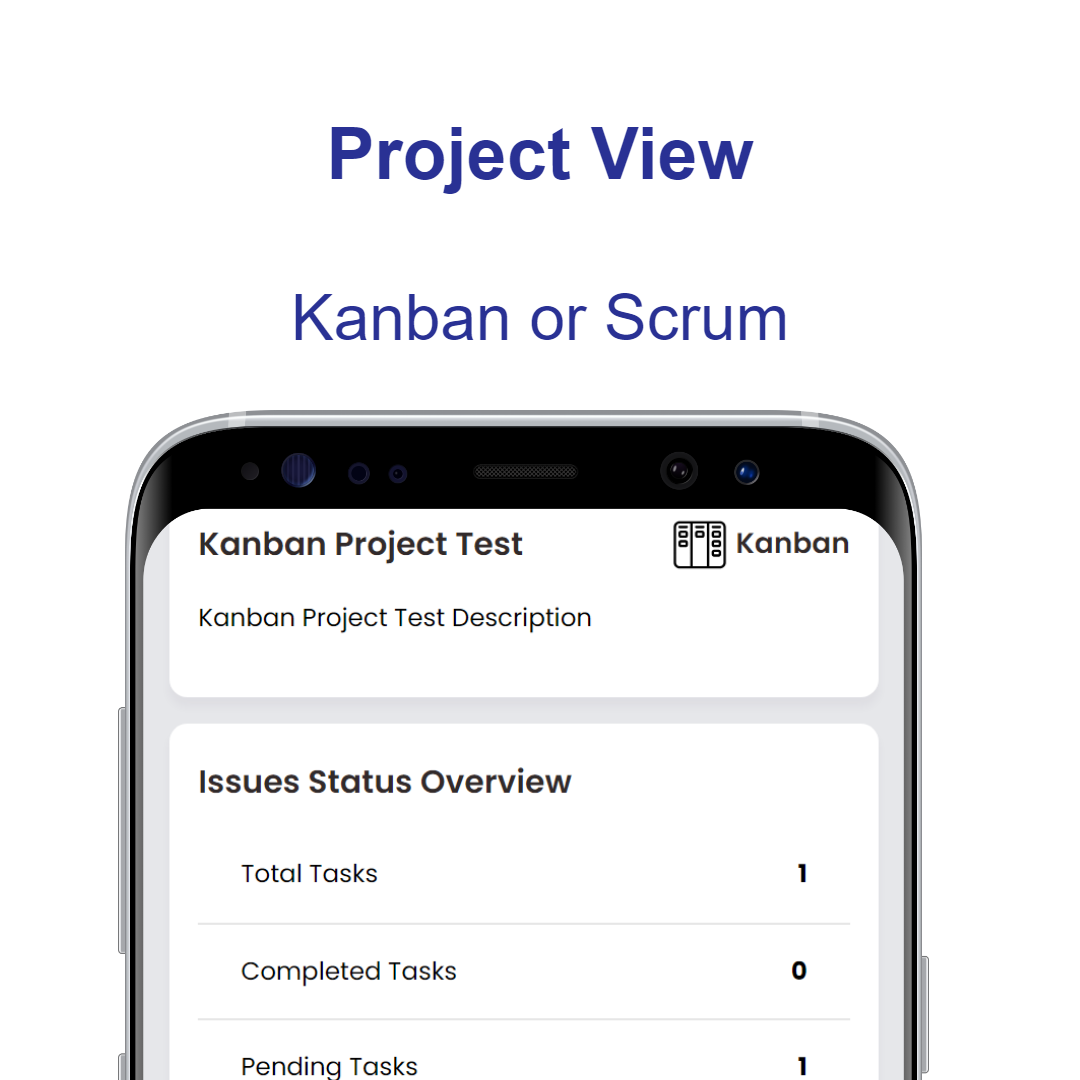 Project View
Kanban or Scrum
Kanban Project Test
Kanban
Kanban Project Test Description
Issues Status Overview
Total Tasks 1
Completed Tasks 0
Pending Tasks 1